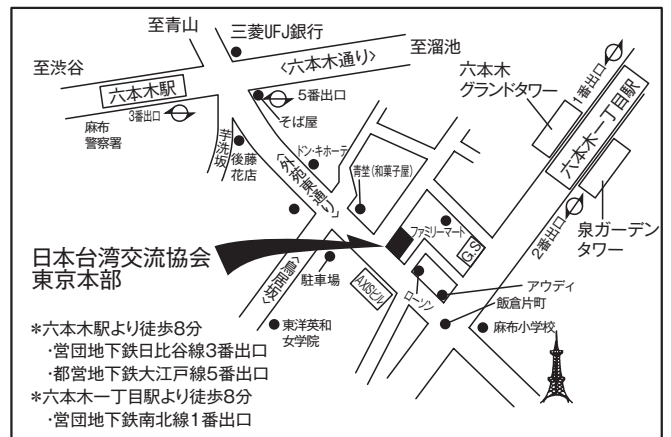 至青山
三菱UFJ銀行
至渋谷
〈六本木通り〉
至溜池
六本木駅
3番出口
5番出口
そば屋
麻布
警察署
芋洗坂
後藤
花店
ドン・キホーテ
〈外苑東通り〉
青埜(和菓子屋)
六本木
グランドタワー
1番出口
六本木一丁目駅
2番出口
泉ガーデン
タワー
ファミリーマート
G.S
日本台湾交流協会
東京本部
〈鳥居坂〉
駐車場
AXISビル
ローソン
アウディ
飯倉片町
麻布小学校
東洋英和
女学院
*六本木駅より徒歩8分
・営団地下鉄日比谷線3番出口
・都営地下鉄大江戸線5番出口
*六本木一丁目駅より徒歩8分
・営団地下鉄南北線1番出口